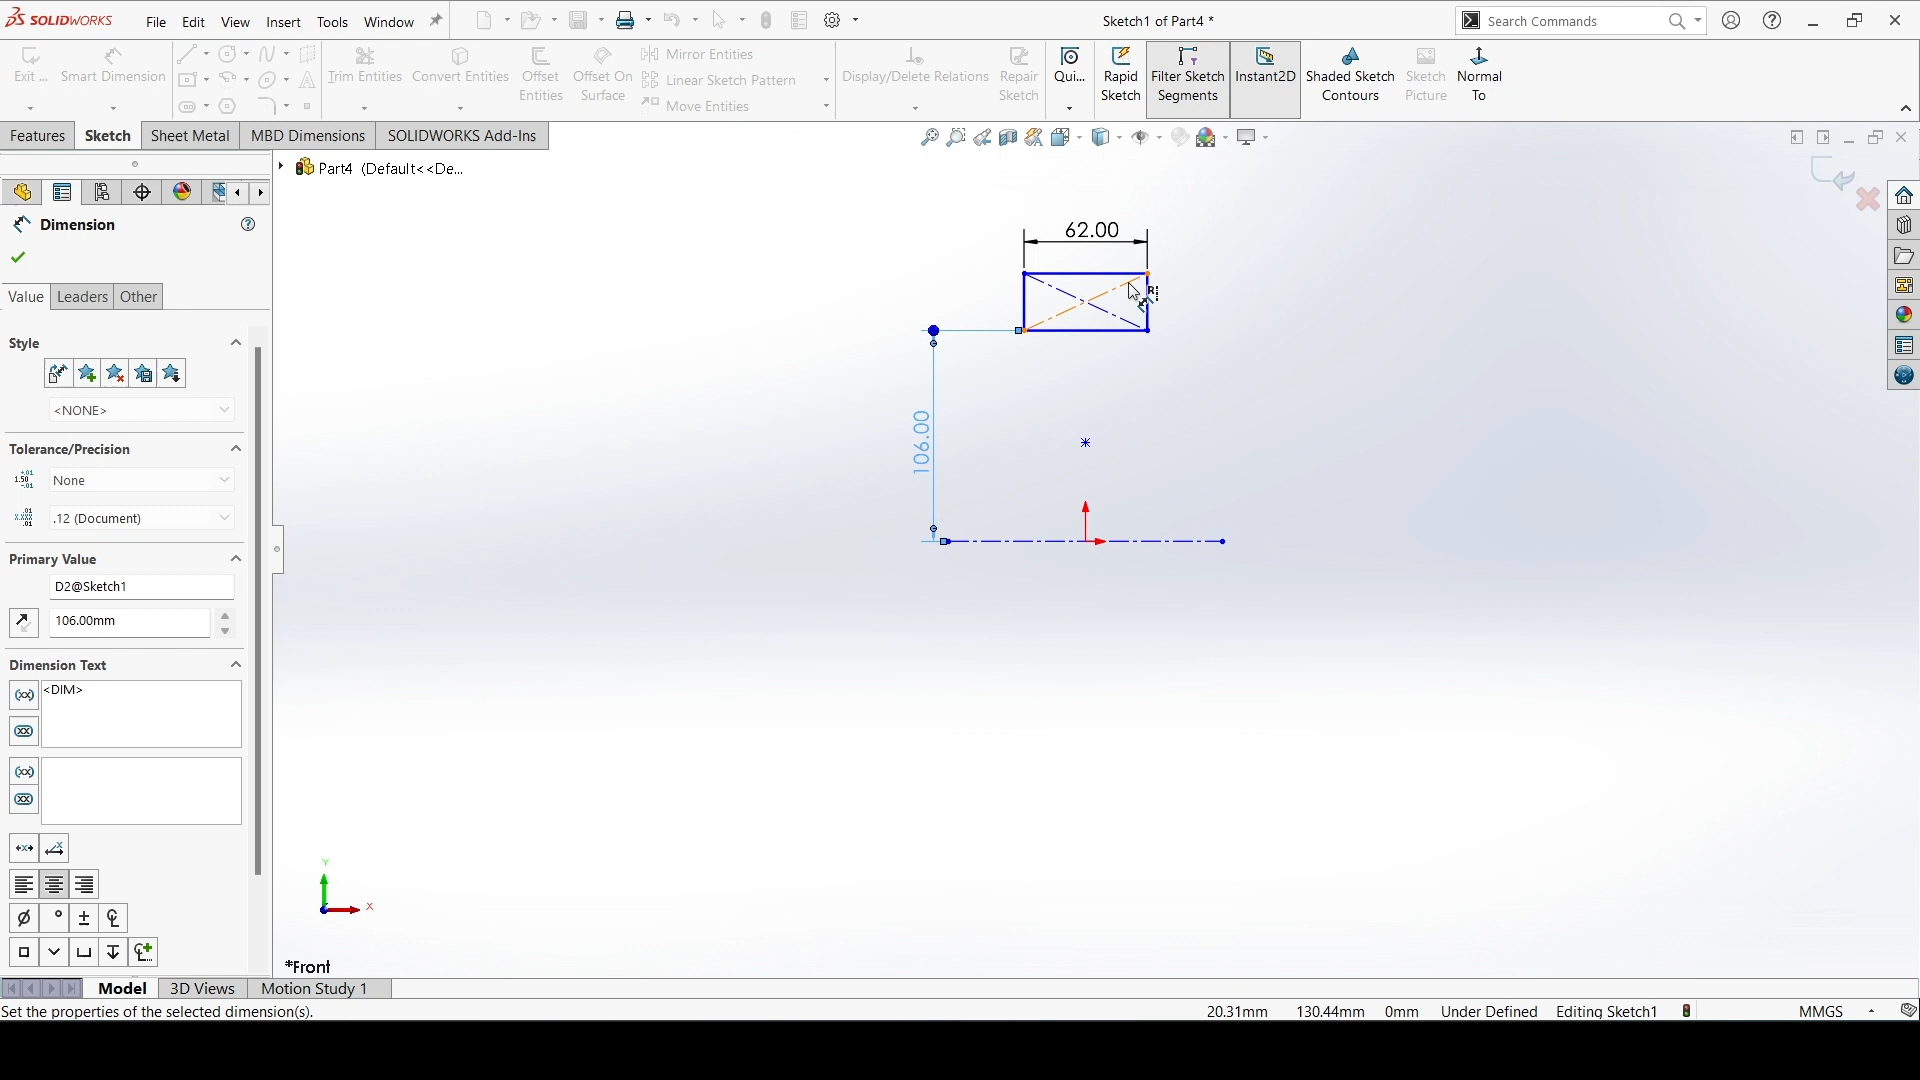 SOLIDWORKS
File
Edit
View
Insert
Tools
Window
Sketch1 of Part4 *
Search Commands
Exit ...
Smart Dimension
Trim Entities
Convert Entities
Offset
Entities
Offset On
Surface
Mirror Entities
Linear Sketch Pattern
Move Entities
Display/Delete Relations
Repair
Sketch
Qui...
Rapid
Sketch
Filter Sketch
Segments
Instant2D
Shaded Sketch
Contours
Sketch
Picture
Normal
To
Features
Sketch
Sheet Metal
MBD Dimensions
SOLIDWORKS Add-Ins
Part4 (Default<<De...
Dimension
Value
Leaders
Other
Style
<NONE>
Tolerance/Precision
None
.12 (Document)
Primary Value
D2@Sketch1
106.00mm
Dimension Text
<DIM>
62.00
106.00
Y
X
*Front
Model
3D Views
Motion Study 1
Set the properties of the selected dimension(s).
20.31mm
130.44mm
0mm
Under Defined
Editing Sketch1
MMGS